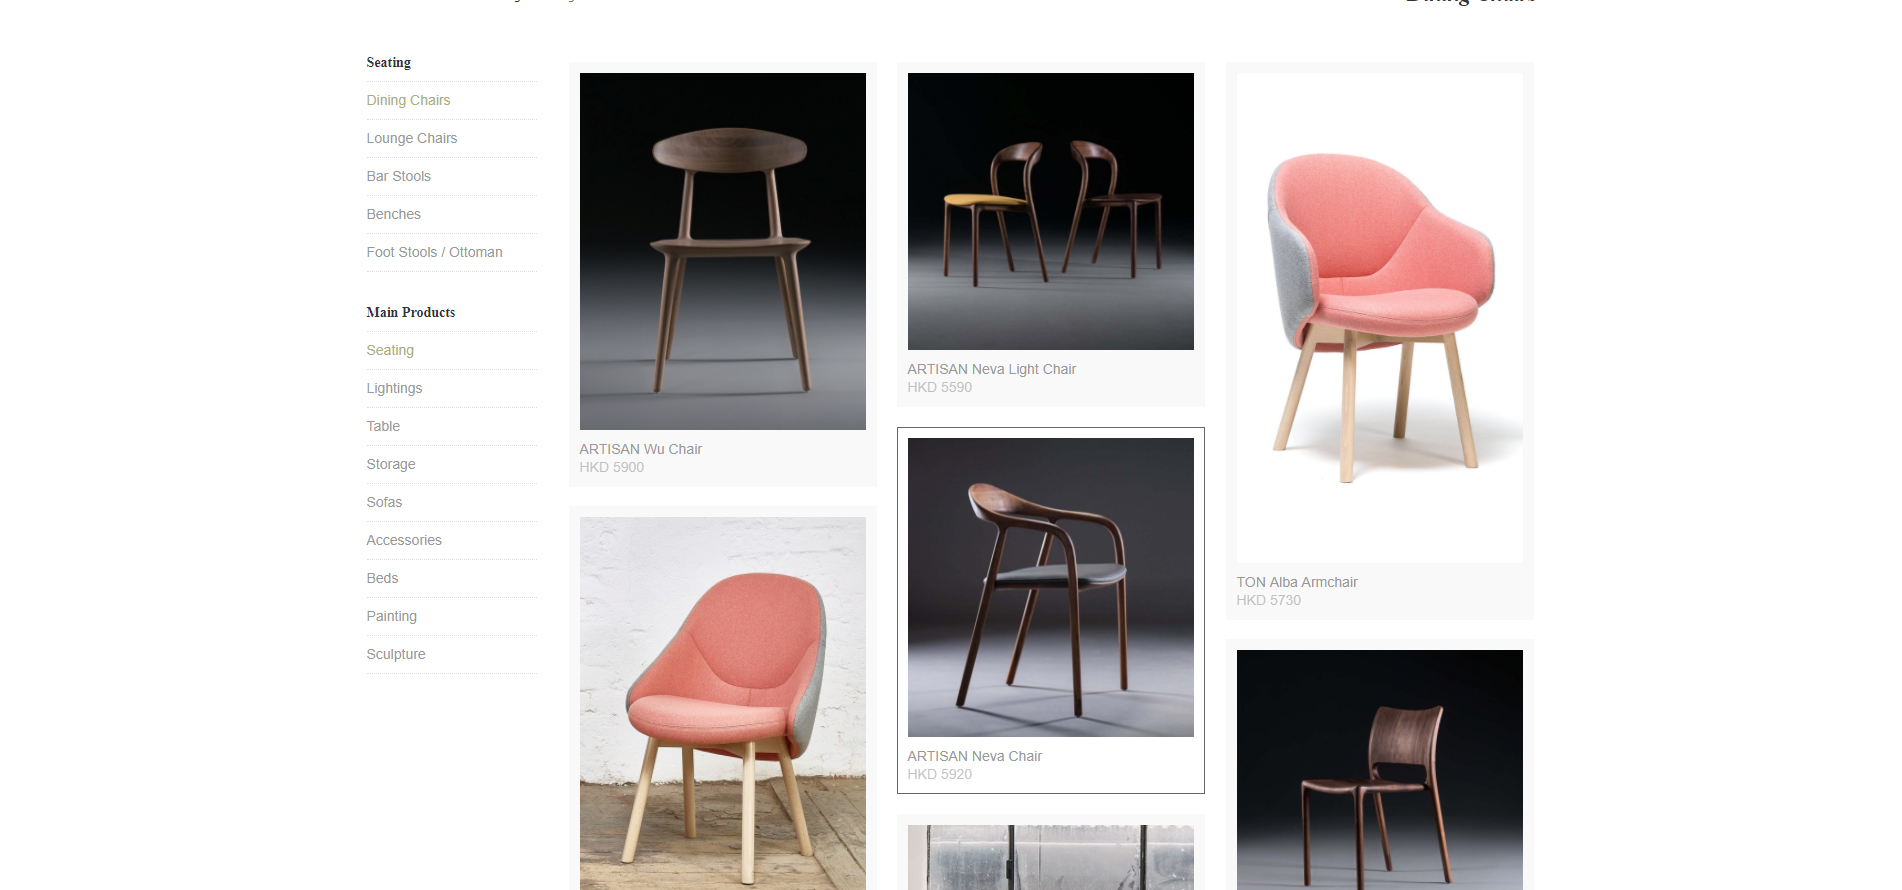 Seating
Dining Chairs
Lounge Chairs
Bar Stools
Benches
Foot Stools / Ottoman
Main Products
Seating
Lightings
Table
Storage
Sofas
Accessories
Beds
Painting
Sculpture
ARTISAN Wu Chair
HKD 5900
ARTISAN Neva Light Chair
HKD 5590
ARTISAN Neva Chair
HKD 5920
TON Alba Armchair
HKD 5730